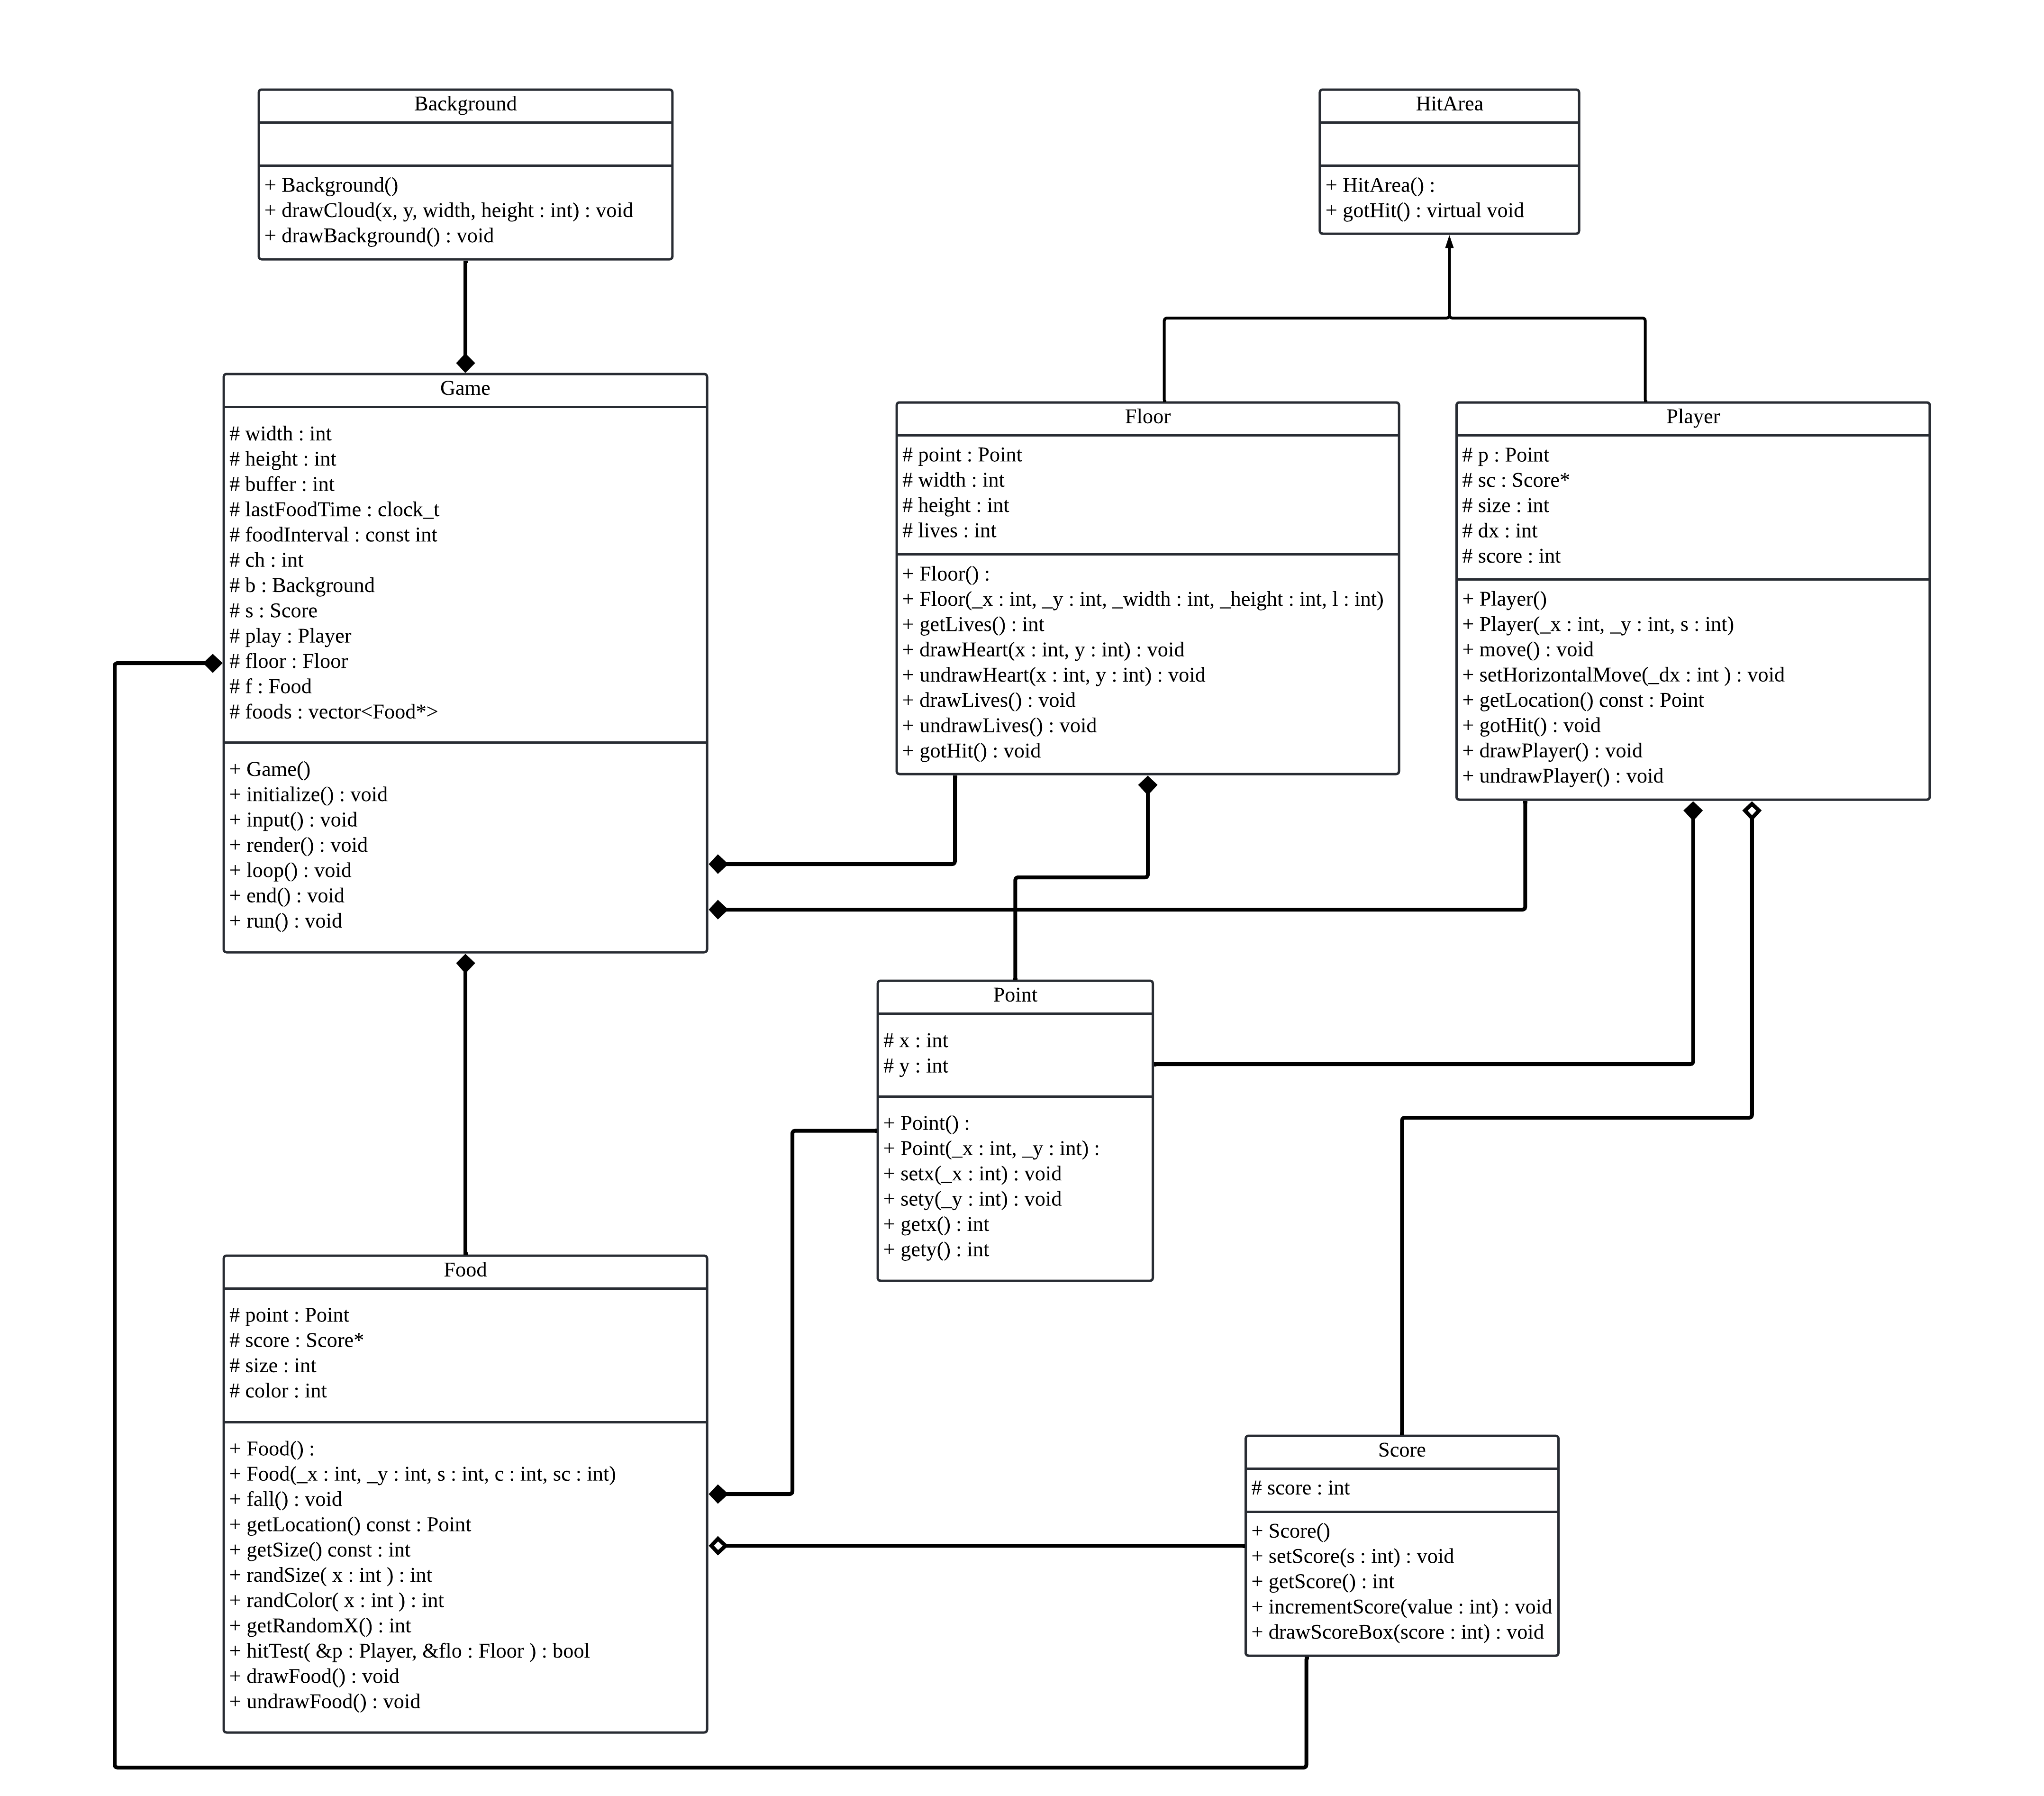 Background
+ Background()
+ drawCloud(x, y, width, height : int) : void
+ drawBackground() : void
HitArea
+ HitArea() :
+ gotHit() : virtual void
Game
# width : int
# height : int
# buffer : int
# lastFoodTime : clock_t
# foodInterval : const int
# ch : int
# b : Background
# s : Score
# play : Player
# floor : Floor
# f : Food
# foods : vector<Food*>
+ Game()
+ initialize() : void
+ input() : void
+ render() : void
+ loop() : void
+ end() : void
+ run() : void
Floor
# point : Point
# width : int
# height : int
# lives : int
+ Floor() :
+ Floor(_x : int, _y : int, _width : int, _height : int, l : int)
+ getLives() : int
+ drawHeart(x : int, y : int) : void
+ undrawHeart(x : int, y : int) : void
+ drawLives() : void
+ undrawLives() : void
+ gotHit() : void
Player
# p : Point
# sc : Score*
# size : int
# dx : int
# score : int
+ Player()
+ Player(_x : int, _y : int, s : int)
+ move() : void
+ setHorizontalMove(_dx : int ) : void
+ getLocation() const : Point
+ gotHit() : void
+ drawPlayer() : void
+ undrawPlayer() : void
Point
# x : int
# y : int
+ Point() :
+ Point(_x : int, _y : int) :
+ setx(_x : int) : void
+ sety(_y : int) : void
+ getx() : int
+ gety() : int
Food
# point : Point
# score : Score*
# size : int
# color : int
+ Food() :
+ Food(_x : int, _y : int, s : int, c : int, sc : int)
+ fall() : void
+ getLocation() const : Point
+ getSize() const : int
+ randSize( x : int ) : int
+ randColor( x : int ) : int
+ getRandomX() : int
+ hitTest( &p : Player, &flo : Floor ) : bool
+ drawFood() : void
+ undrawFood() : void
Score
# score : int
+ Score()
+ setScore(s : int) : void
+ getScore() : int
+ incrementScore(value : int) : void
+ drawScoreBox(score : int) : void